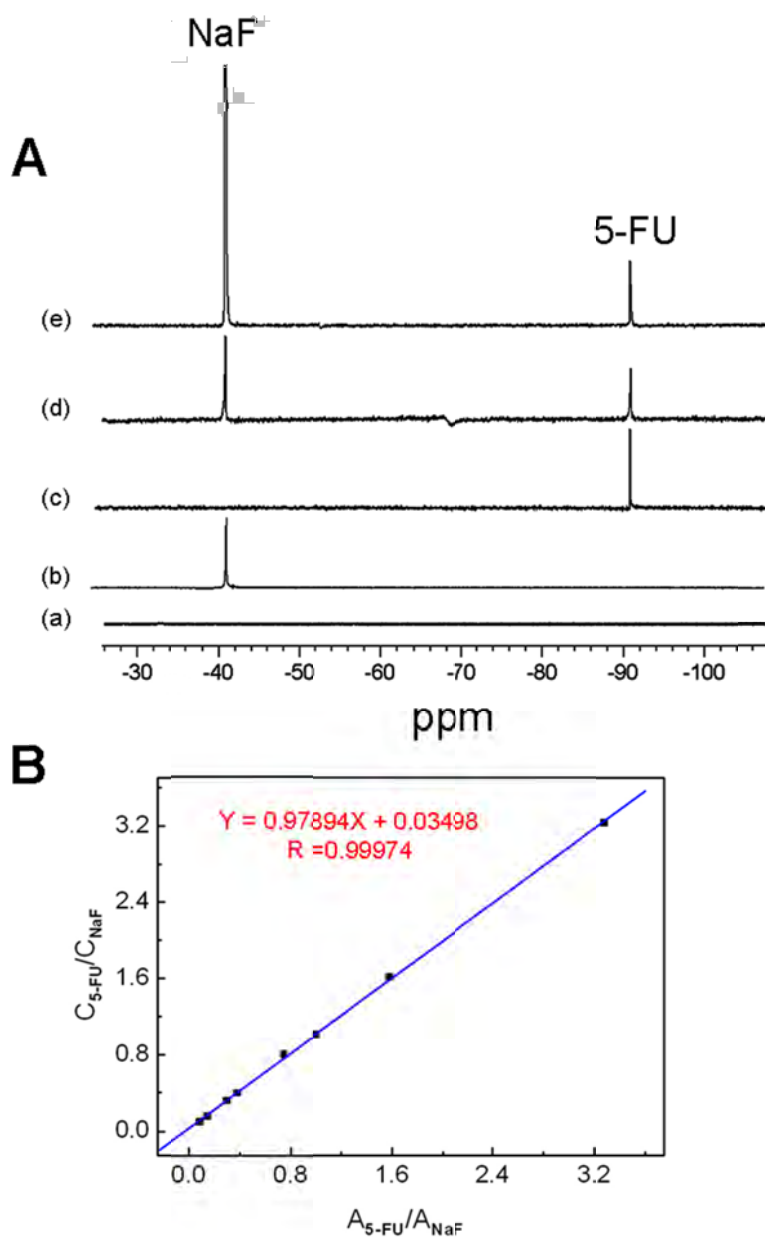 NaF
A
5-FU
(e)
(d)
(c)
(b)
(a)
-30 -40 -50 -60 -70 -80 -90 -100
ppm
B
Y = 0.97894X + 0.03498
R =0.99974
3.2
2.4
1.6
0.8
0.0
C5-FU/CNaF
0.0 0.8 1.6 2.4 3.2
A5-FU/ANaF